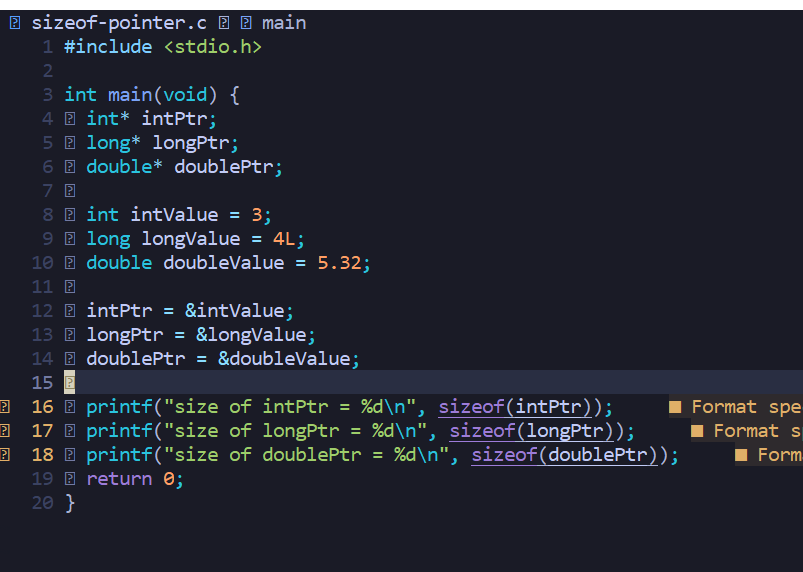 sizeof-pointer.c main
1 #include <stdio.h>
2
3 int main(void) {
4 int* intPtr;
5 long* longPtr;
6 double* doublePtr;
7
8 int intValue = 3;
9 long longValue = 4L;
10 double doubleValue = 5.32;
11
12 intPtr = &intValue;
13 longPtr = &longValue;
14 doublePtr = &doubleValue;
15
16 printf("size of intPtr = %d\n", sizeof(intPtr)); ■ Format spe
17 printf("size of longPtr = %d\n", sizeof(longPtr)); ■ Format s
18 printf("size of doublePtr = %d\n", sizeof(doublePtr)); ■ Form
19 return 0;
20 }